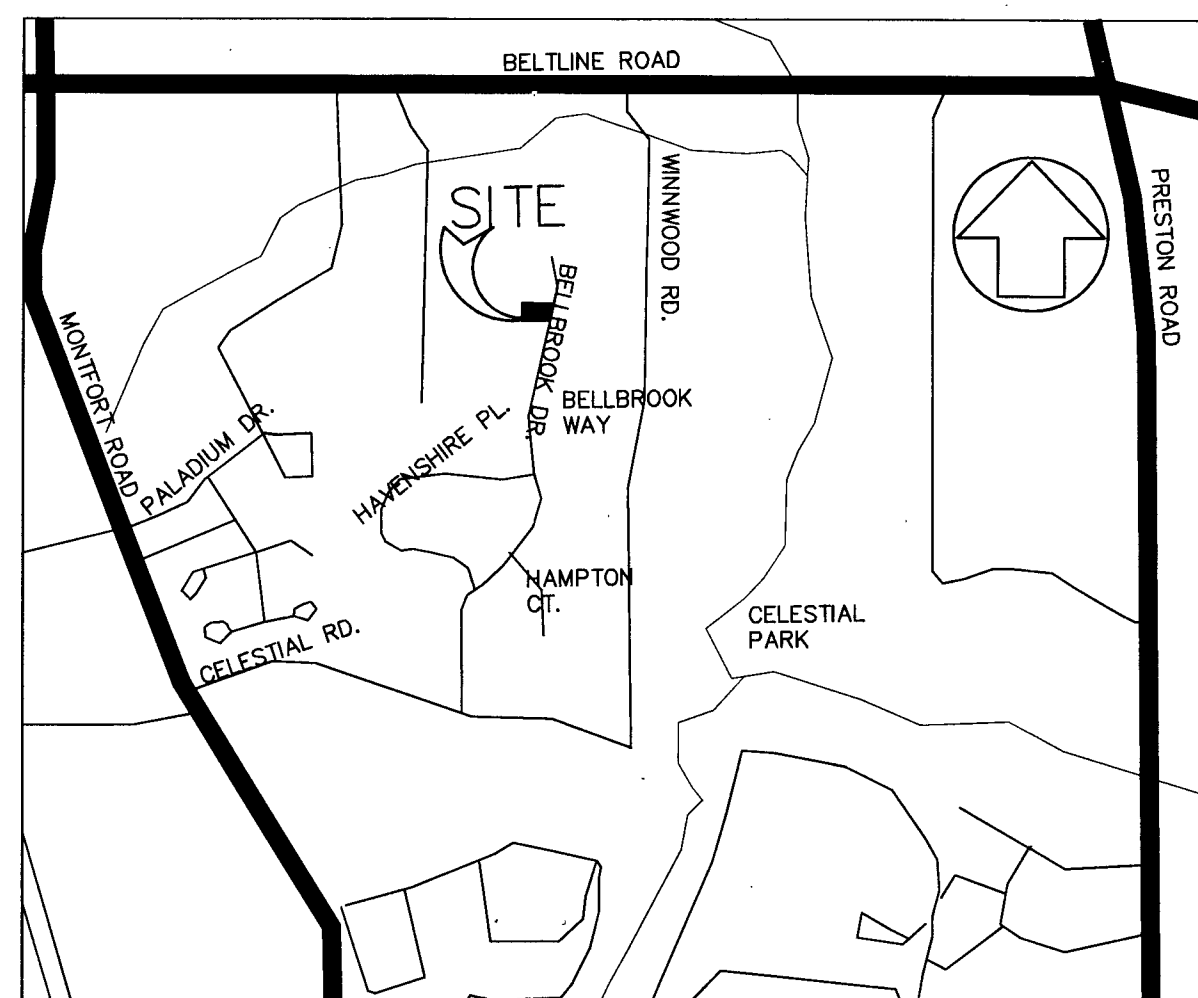 BELTLINE ROAD
SITE
WINNWOOD RD.
PRESTON ROAD
MONTFORT ROAD
BELLBROOK DR.
BELLBROOK
WAY
PALADIUM DR.
HAVENSHIRE PL.
HAMPTON
CT.
CELESTIAL
PARK
CELESTIAL RD.